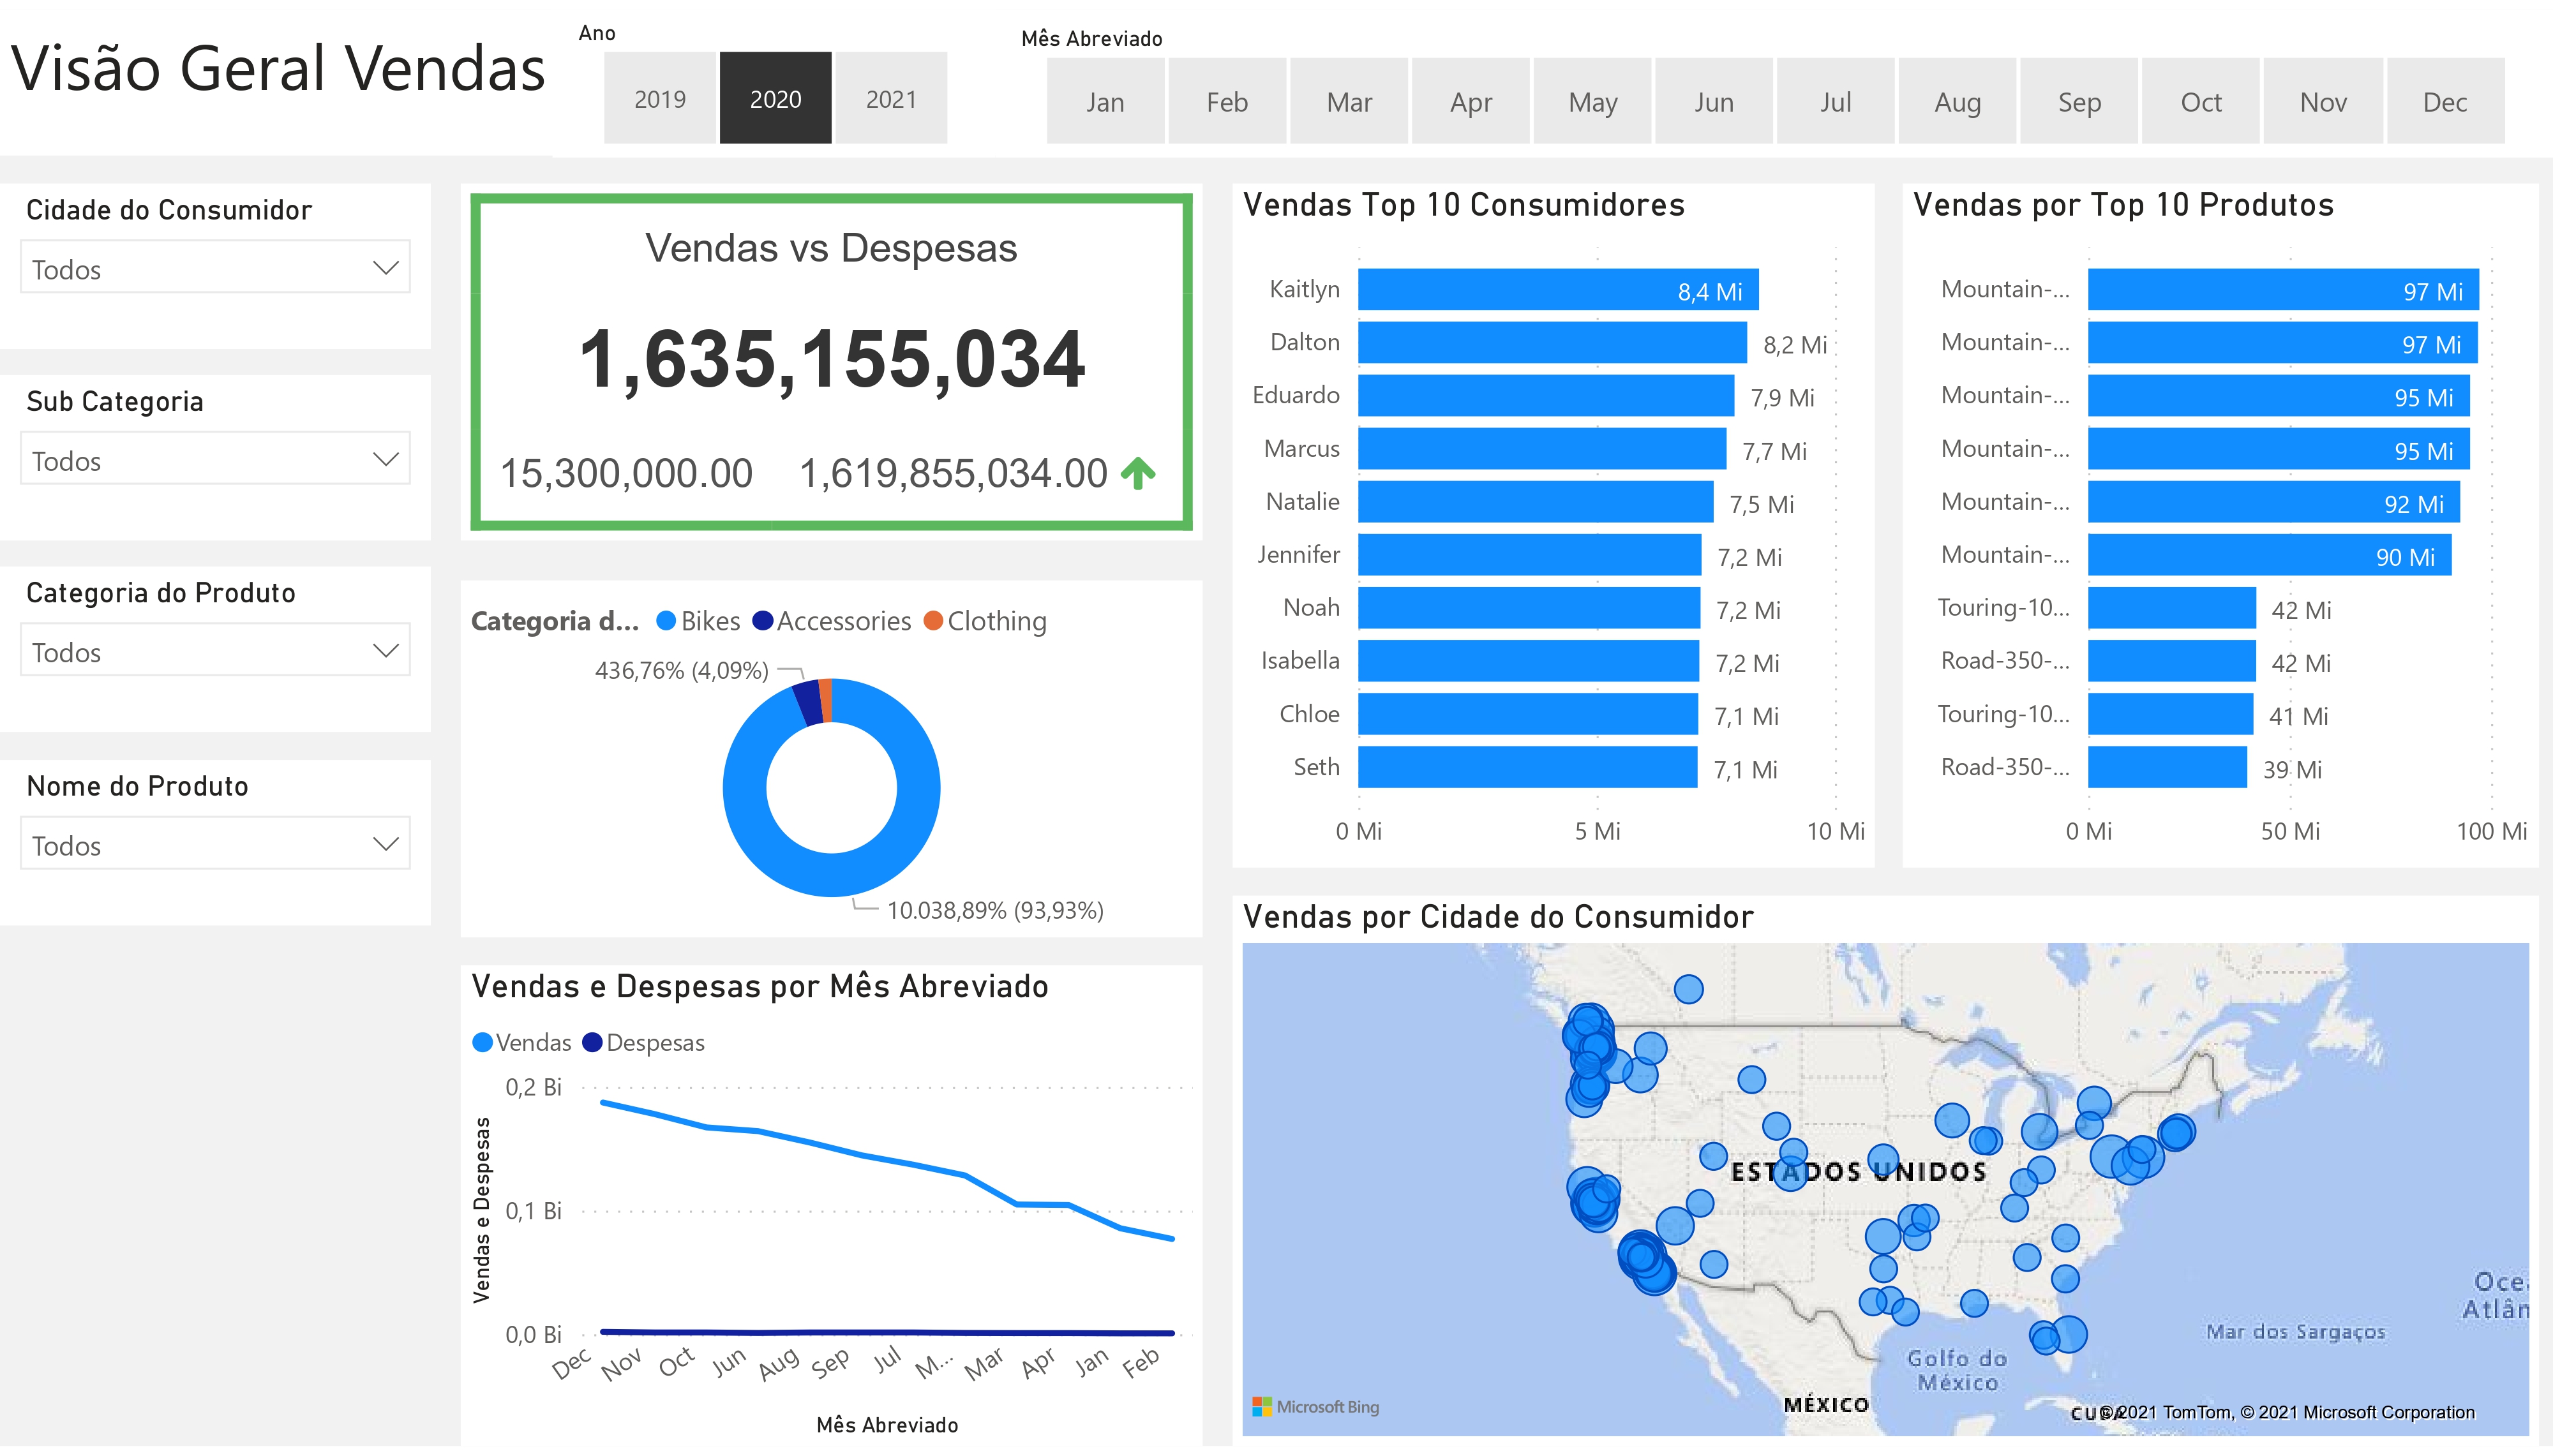 Visão Geral Vendas
Ano
2019 2020 2021
Mês Abreviado
Jan Feb Mar Apr May Jun Jul Aug Sep Oct Nov Dec
Cidade do Consumidor
Todos
Sub Categoria
Todos
Categoria do Produto
Todos
Nome do Produto
Todos
Vendas vs Despesas
1,635,155,034
15,300,000.00 1,619,855,034.00
Categoria d... Bikes Accessories Clothing
436,76% (4,09%)
10.038,89% (93,93%)
Vendas e Despesas por Mês Abreviado
Vendas Despesas
Vendas e Despesas
0,2 Bi
0,1 Bi
0,0 Bi
Dec Nov Oct Jun Aug Sep Jul M... Mar Apr Jan Feb
Mês Abreviado
Vendas Top 10 Consumidores
Kaitlyn 8,4 Mi
Dalton 8,2 Mi
Eduardo 7,9 Mi
Marcus 7,7 Mi
Natalie 7,5 Mi
Jennifer 7,2 Mi
Noah 7,2 Mi
Isabella 7,2 Mi
Chloe 7,1 Mi
Seth 7,1 Mi
0 Mi 5 Mi 10 Mi
Vendas por Top 10 Produtos
Mountain-... 97 Mi
Mountain-... 97 Mi
Mountain-... 95 Mi
Mountain-... 95 Mi
Mountain-... 92 Mi
Mountain-... 90 Mi
Touring-10... 42 Mi
Road-350-... 42 Mi
Touring-10... 41 Mi
Road-350-... 39 Mi
0 Mi 50 Mi 100 Mi
Vendas por Cidade do Consumidor
ESTADOS UNIDOS
Ocea
Atlân
Mar dos Sargaços
Golfo do
México
MÉXICO
CUBA
Microsoft Bing
© 2021 TomTom, © 2021 Microsoft Corporation